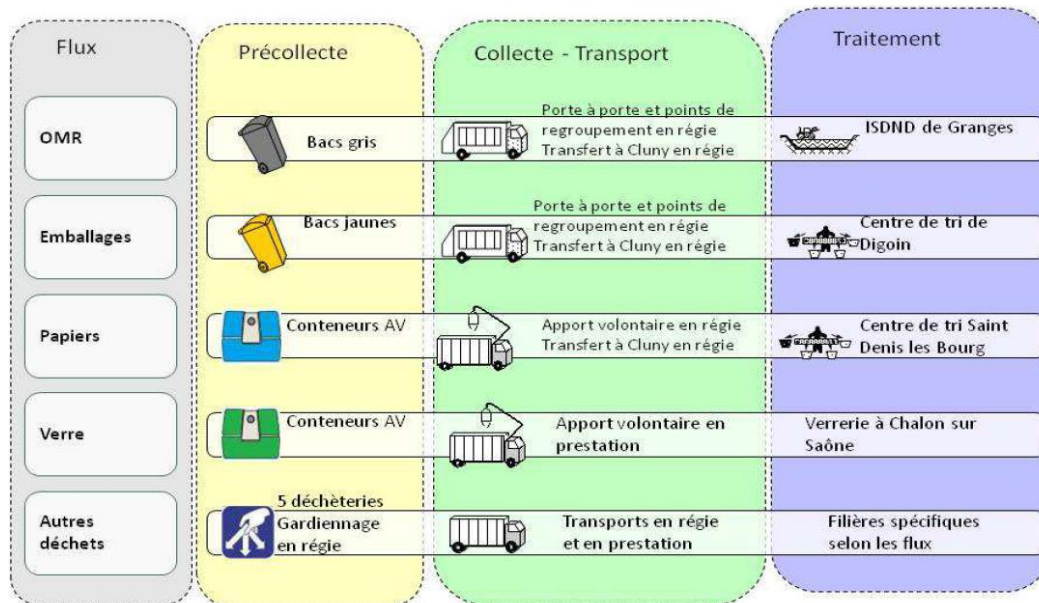 Flux
Précollecte
Collecte - Transport
Traitement
OMR
Bacs gris
Porte à porte et points de
regroupement en régie
Transfert à Cluny en régie
ISDND de Granges
Emballages
Bacs jaunes
Porte à porte et points de
regroupement en régie
Transfert à Cluny en régie
Centre de tri de
Digoin
Papiers
Conteneurs AV
Apport volontaire en régie
Transfert à Cluny en régie
Centre de tri Saint
Denis les Bourg
Verre
Conteneurs AV
Apport volontaire en
prestation
Verrerie à Chalon sur
Saône
Autres
déchets
5 déchèteries
Gardiennage
en régie
Transports en régie
et en prestation
Filières spécifiques
selon les flux